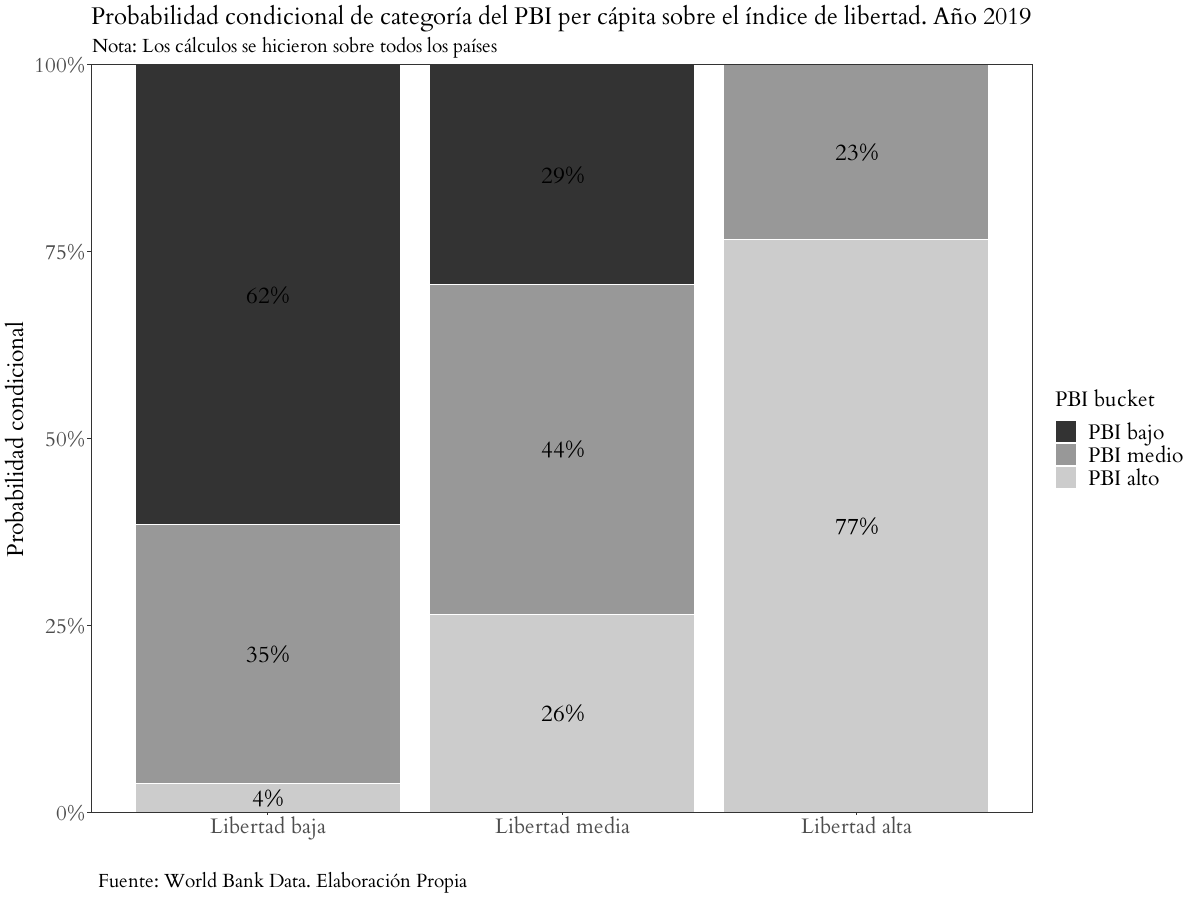 Probabilidad condicional de categoría del PBI per cápita sobre el índice de libertad. Año 2019
Nota: Los cálculos se hicieron sobre todos los países
Probabilidad condicional
100%
75%
50%
25%
0%
62%
35%
4%
29%
44%
26%
23%
77%
Libertad baja
Libertad media
Libertad alta
PBI bucket
PBI bajo
PBI medio
PBI alto
Fuente: World Bank Data. Elaboración Propia